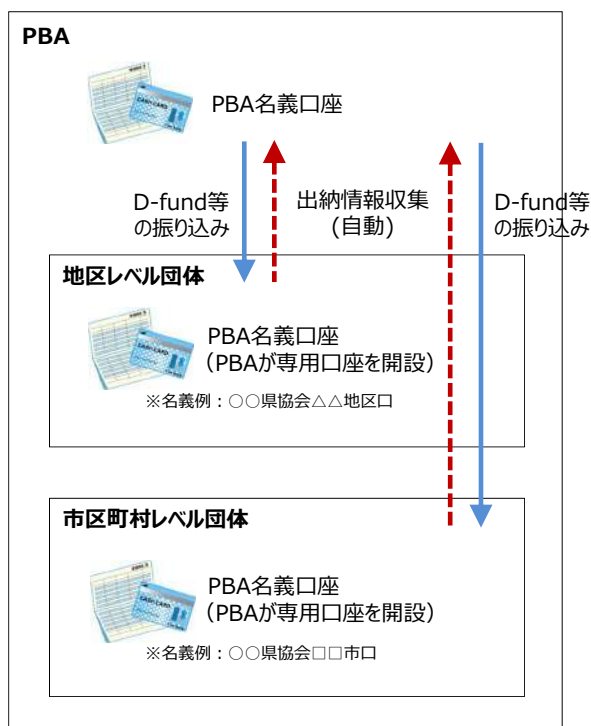 PBA
PBA名義口座
D-fund等
の振り込み
出納情報収集
(自動)
D-fund等
の振り込み
地区レベル団体
PBA名義口座
（PBAが専用口座を開設）
※名義例：○○県協会△△地区口
市区町村レベル団体
PBA名義口座
（PBAが専用口座を開設）
※名義例：○○県協会□□市口